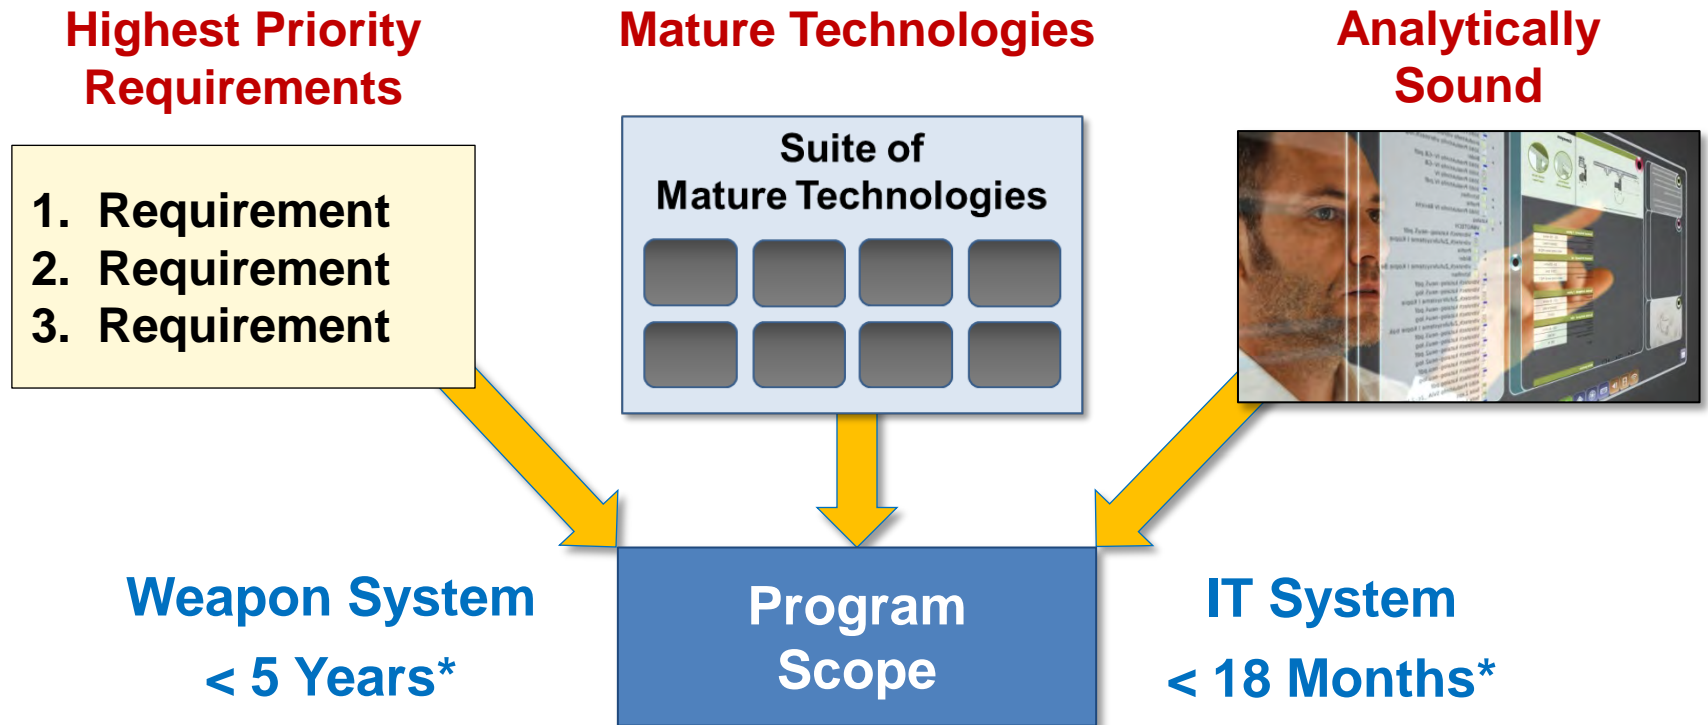 Highest Priority
Requirements
Mature Technologies
Analytically
Sound
1. Requirement
2. Requirement
3. Requirement
Suite of
Mature Technologies
Weapon System
< 5 Years*
Program
Scope
IT System
< 18 Months*